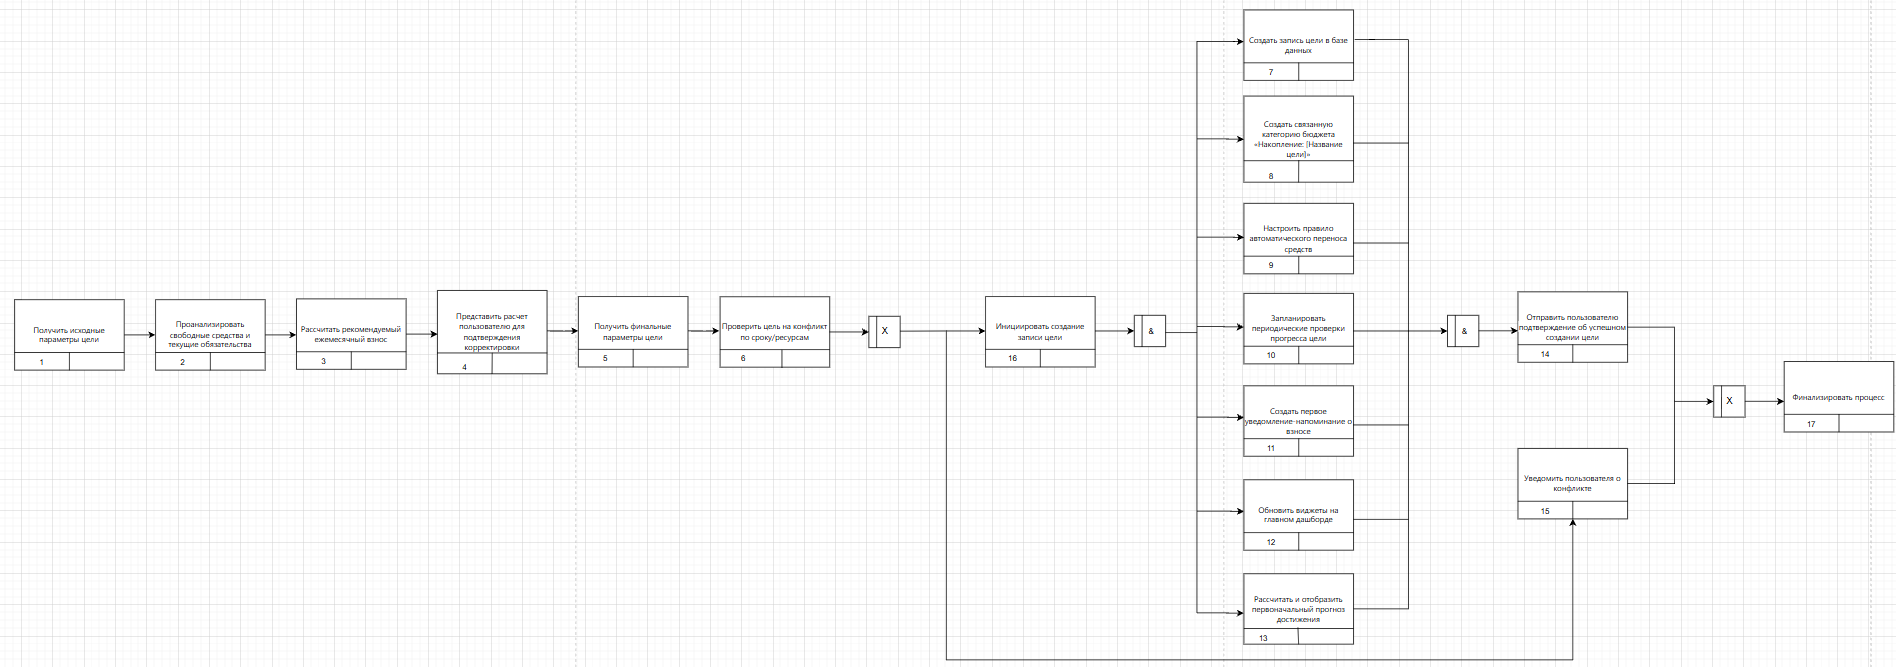 Получить исходные
параметры цели
1
Проанализировать
свободные средства и
текущие обязательства
2
Рассчитать рекомендуемый
ежемесячный взнос
3
Представить расчет
пользователю для
подтверждения
корректировки
4
Получить финальные
параметры цели
5
Проверить цель на конфликт
по сроку/ресурсам
6
X
Инициировать создание
записи цели
16
&
Создать запись цели в базе
данных
7
Создать связанную
категорию бюджета
«Накопление: [Название
цели]»
8
Настроить правило
автоматического переноса
средств
9
Запланировать
периодические проверки
прогресса цели
10
Создать первое
уведомление-напоминание о
взносе
11
Обновить виджеты на
главном дашборде
12
Рассчитать и отобразить
первоначальный прогноз
достижения
13
&
Отправить пользователю
подтверждение об успешном
создании цели
14
Уведомить пользователя о
конфликте
15
X
Финализировать процесс
17